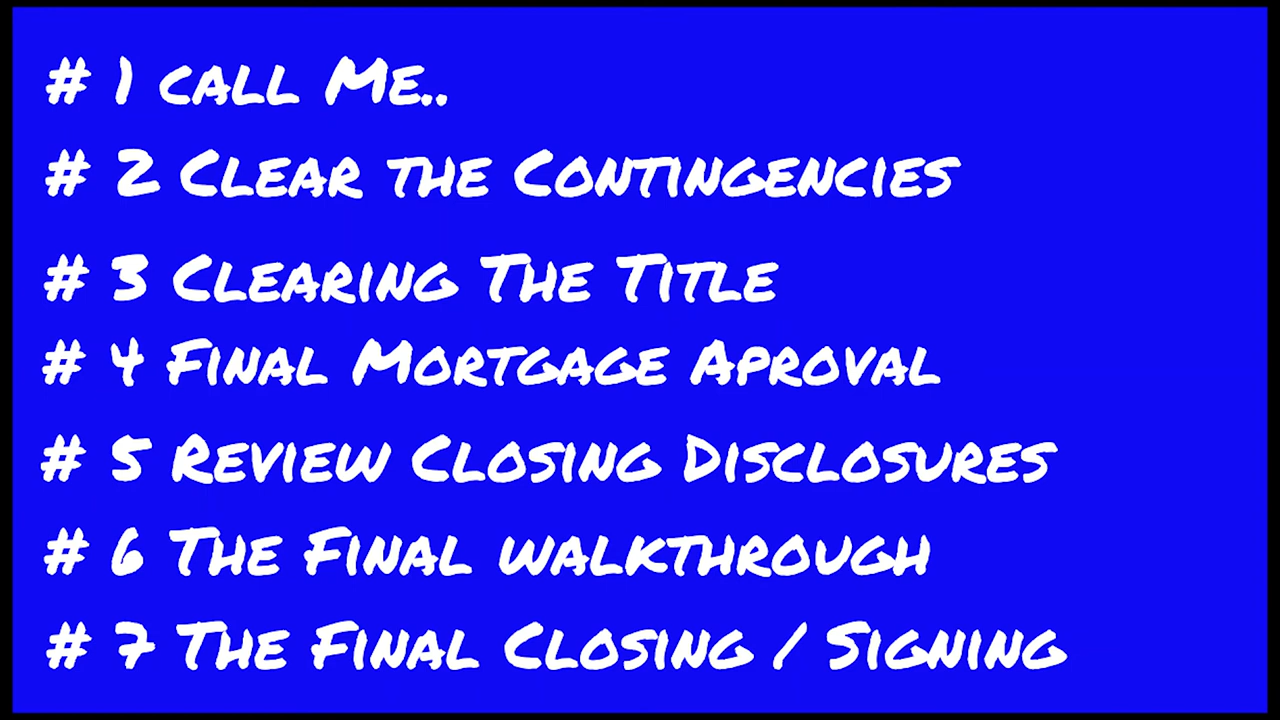 # 1 call Me..
# 2 Clear the Contingencies
# 3 Clearing The Title
# 4 Final Mortgage Aproval
# 5 Review Closing Disclosures
# 6 The Final walkthrough
# 7 The Final Closing / Signing